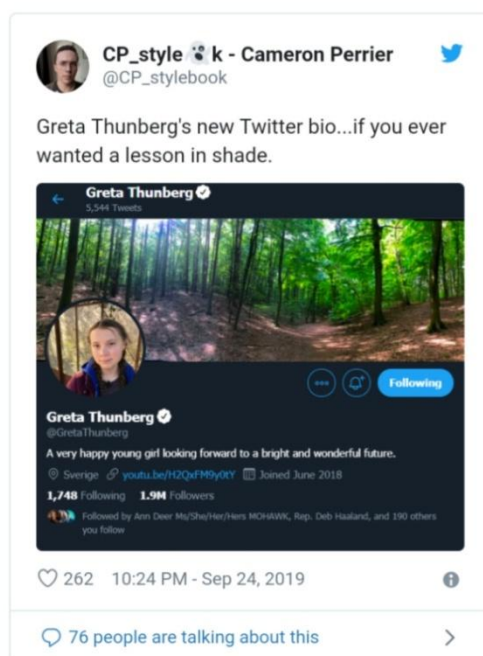 CP_style👻k - Cameron Perrier
@CP_stylebook
Greta Thunberg's new Twitter bio...if you ever
wanted a lesson in shade.
Greta Thunberg
5,544 Tweets
Following
Greta Thunberg
@GretaThunberg
A very happy young girl looking forward to a bright and wonderful future.
Sverige youtu.be/H2QxFM9y0tY Joined June 2018
1,748 Following 1.9M Followers
Followed by Ann Deer Ms/She/Her/Hers MOHAWK, Rep. Deb Haaland, and 190 others
you follow
262 10:24 PM - Sep 24, 2019
76 people are talking about this